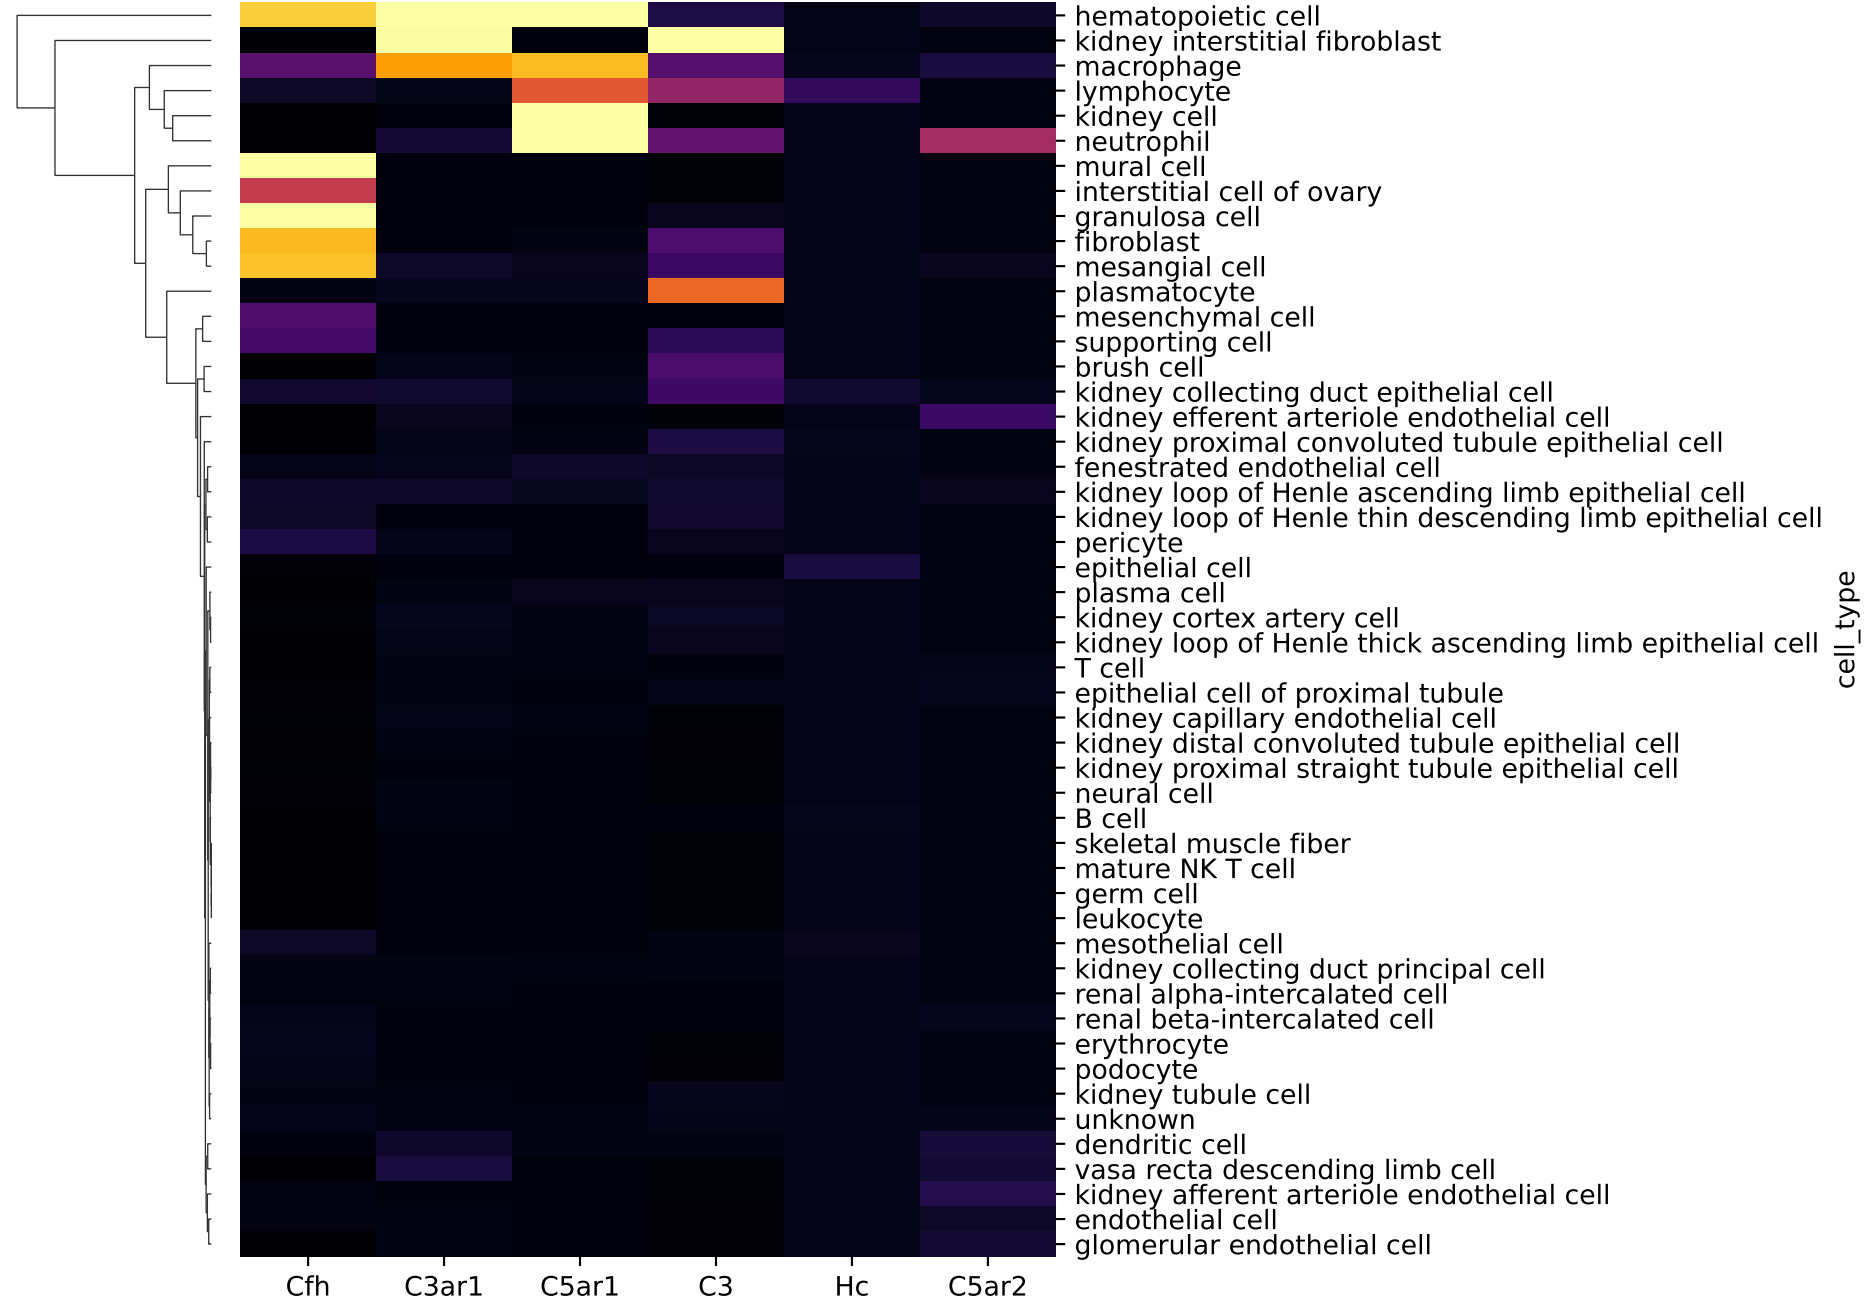 hematopoietic cell
kidney interstitial fibroblast
macrophage
lymphocyte
kidney cell
neutrophil
mural cell
interstitial cell of ovary
granulosa cell
fibroblast
mesangial cell
plasmatocyte
mesenchymal cell
supporting cell
brush cell
kidney collecting duct epithelial cell
kidney efferent arteriole endothelial cell
kidney proximal convoluted tubule epithelial cell
fenestrated endothelial cell
kidney loop of Henle ascending limb epithelial cell
kidney loop of Henle thin descending limb epithelial cell
pericyte
epithelial cell
plasma cell
kidney cortex artery cell
kidney loop of Henle thick ascending limb epithelial cell
T cell
epithelial cell of proximal tubule
kidney capillary endothelial cell
kidney distal convoluted tubule epithelial cell
kidney proximal straight tubule epithelial cell
neural cell
B cell
skeletal muscle fiber
mature NK T cell
germ cell
leukocyte
mesothelial cell
kidney collecting duct principal cell
renal alpha-intercalated cell
renal beta-intercalated cell
erythrocyte
podocyte
kidney tubule cell
unknown
dendritic cell
vasa recta descending limb cell
kidney afferent arteriole endothelial cell
endothelial cell
glomerular endothelial cell
cell_type
Cfh C3ar1 C5ar1 C3 Hc C5ar2